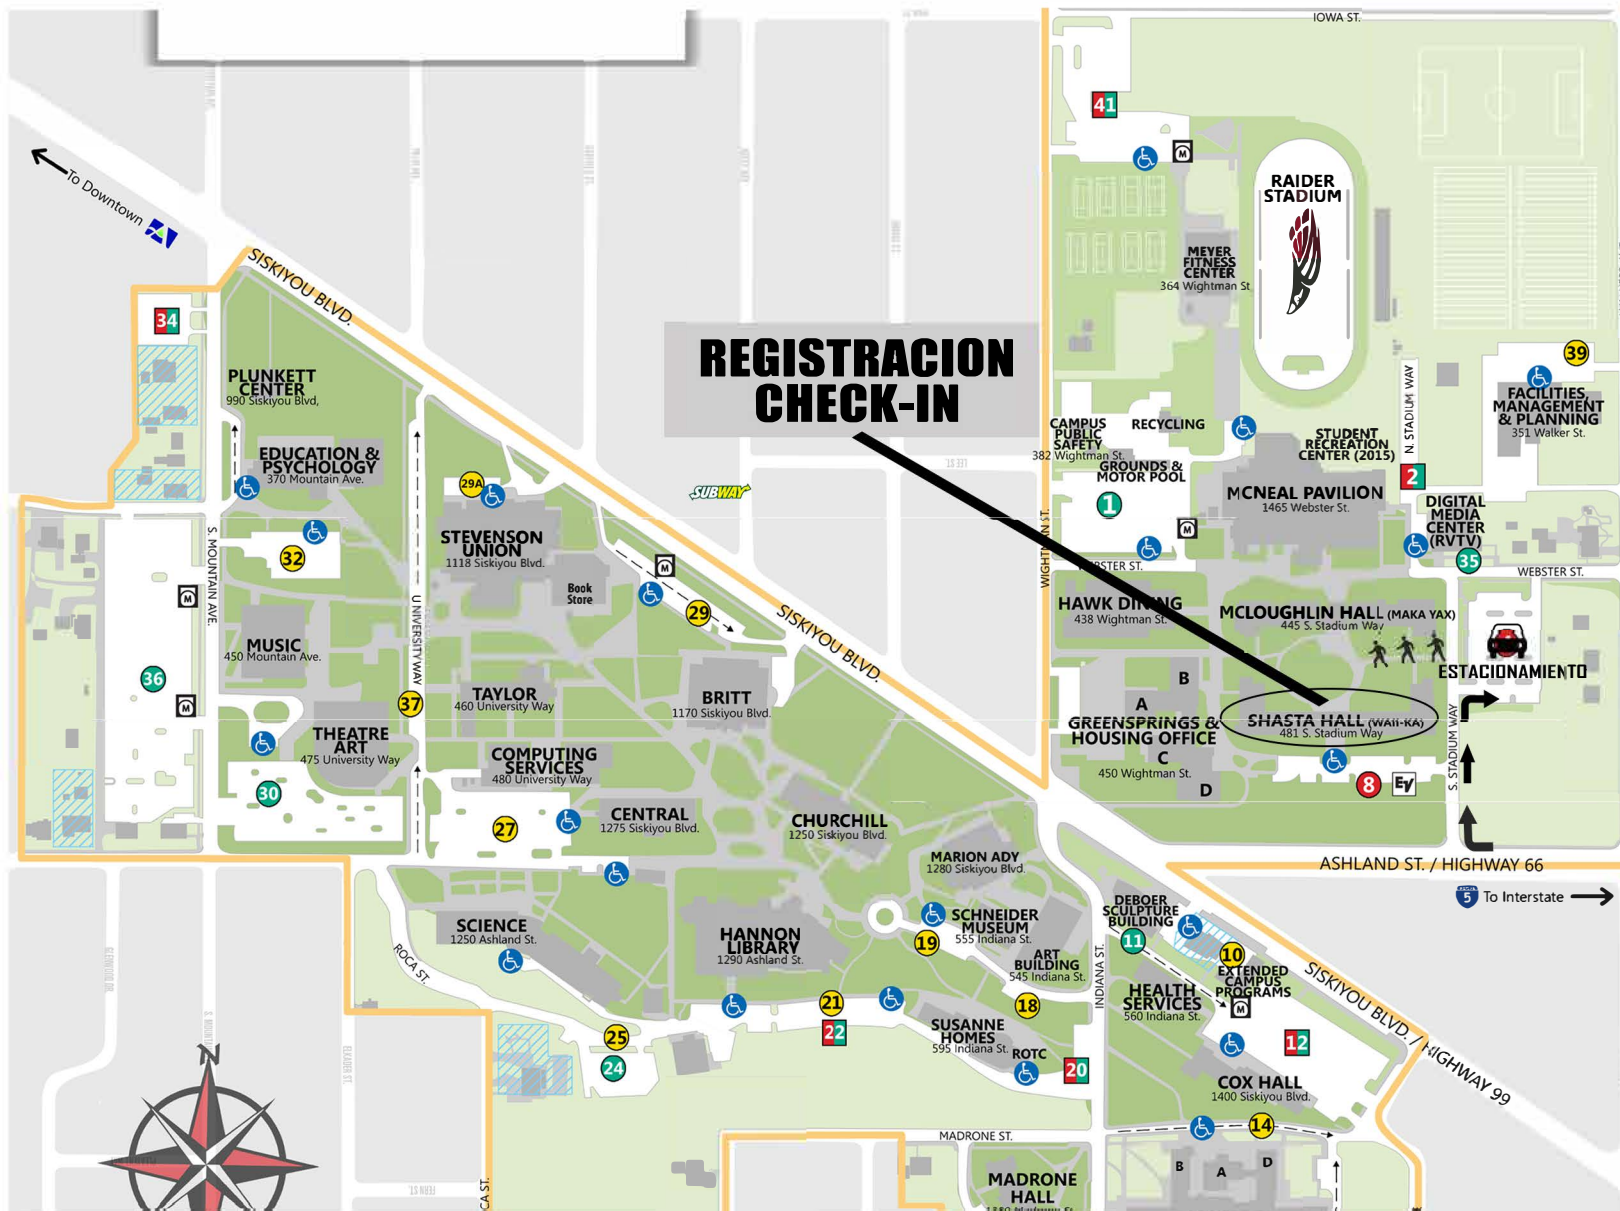 IOWA ST.
41
To Downtown
RAIDER
STADIUM
SISKIYOU BLVD.
MEYER
FITNESS
CENTER
364 Wightman St
34
REGISTRACION
CHECK-IN
39
PLUNKETT
CENTER
990 Siskiyou Blvd,
N. STADIUM WAY
FACILITIES,
MANAGEMENT
& PLANNING
351 Walker St.
CAMPUS
PUBLIC
SAFETY
382 Wightman St.
RECYCLING
STUDENT
RECREATION
CENTER (2015)
EDUCATION &
PSYCHOLOGY
370 Mountain Ave.
LEE ST.
GROUNDS &
MOTOR POOL
2
29A
SUBWAY
1
MCNEAL PAVILION
1465 Webster St.
DIGITAL
MEDIA
CENTER
(RVTV)
35
S. MOUNTAIN AVE.
32
STEVENSON
UNION
1118 Siskiyou Blvd.
M
WIGHTMAN ST.
M
WEBSTER ST.
Book
Store
M
29
UNIVERSITY WAY
SISKIYOU BLVD.
HAWK DINING
438 Wightman St.
MCLOUGHLIN HALL (MAKA YAX)
445 S. Stadium Way
MUSIC
450 Mountain Ave.
36
M
ESTACIONAMIENTO
37
TAYLOR
460 University Way
BRITT
1170 Siskiyou Blvd.
B
A
GREENSPRINGS &
HOUSING OFFICE
C
450 Wightman St.
D
SHASTA HALL (WAII-KA)
481 S. Stadium Way
S. STADIUM WAY
THEATRE
ART
475 University Way
COMPUTING
SERVICES
480 University Way
8
EV
30
27
CENTRAL
1275 Siskiyou Blvd.
CHURCHILL
1250 Siskiyou Blvd.
MARION ADY
1280 Siskiyou Blvd.
ASHLAND ST. / HIGHWAY 66
5
To Interstate
SCIENCE
1250 Ashland St.
HANNON
LIBRARY
1290 Ashland St.
SCHNEIDER
MUSEUM
555 Indiana St.
19
DEBOER
SCULPTURE
BUILDING
11
10
ROCA ST.
ART
BUILDING
545 Indiana St.
INDIANA ST.
EXTENDED
CAMPUS
PROGRAMS
M
SISKIYOU BLVD. / HIGHWAY 99
HEALTH
SERVICES
560 Indiana St.
21
22
18
SUSANNE
HOMES
595 Indiana St.
ROTC
20
12
25
24
COX HALL
1400 Siskiyou Blvd.
N
14
MADRONE ST.
B
A
D
MADRONE
HALL